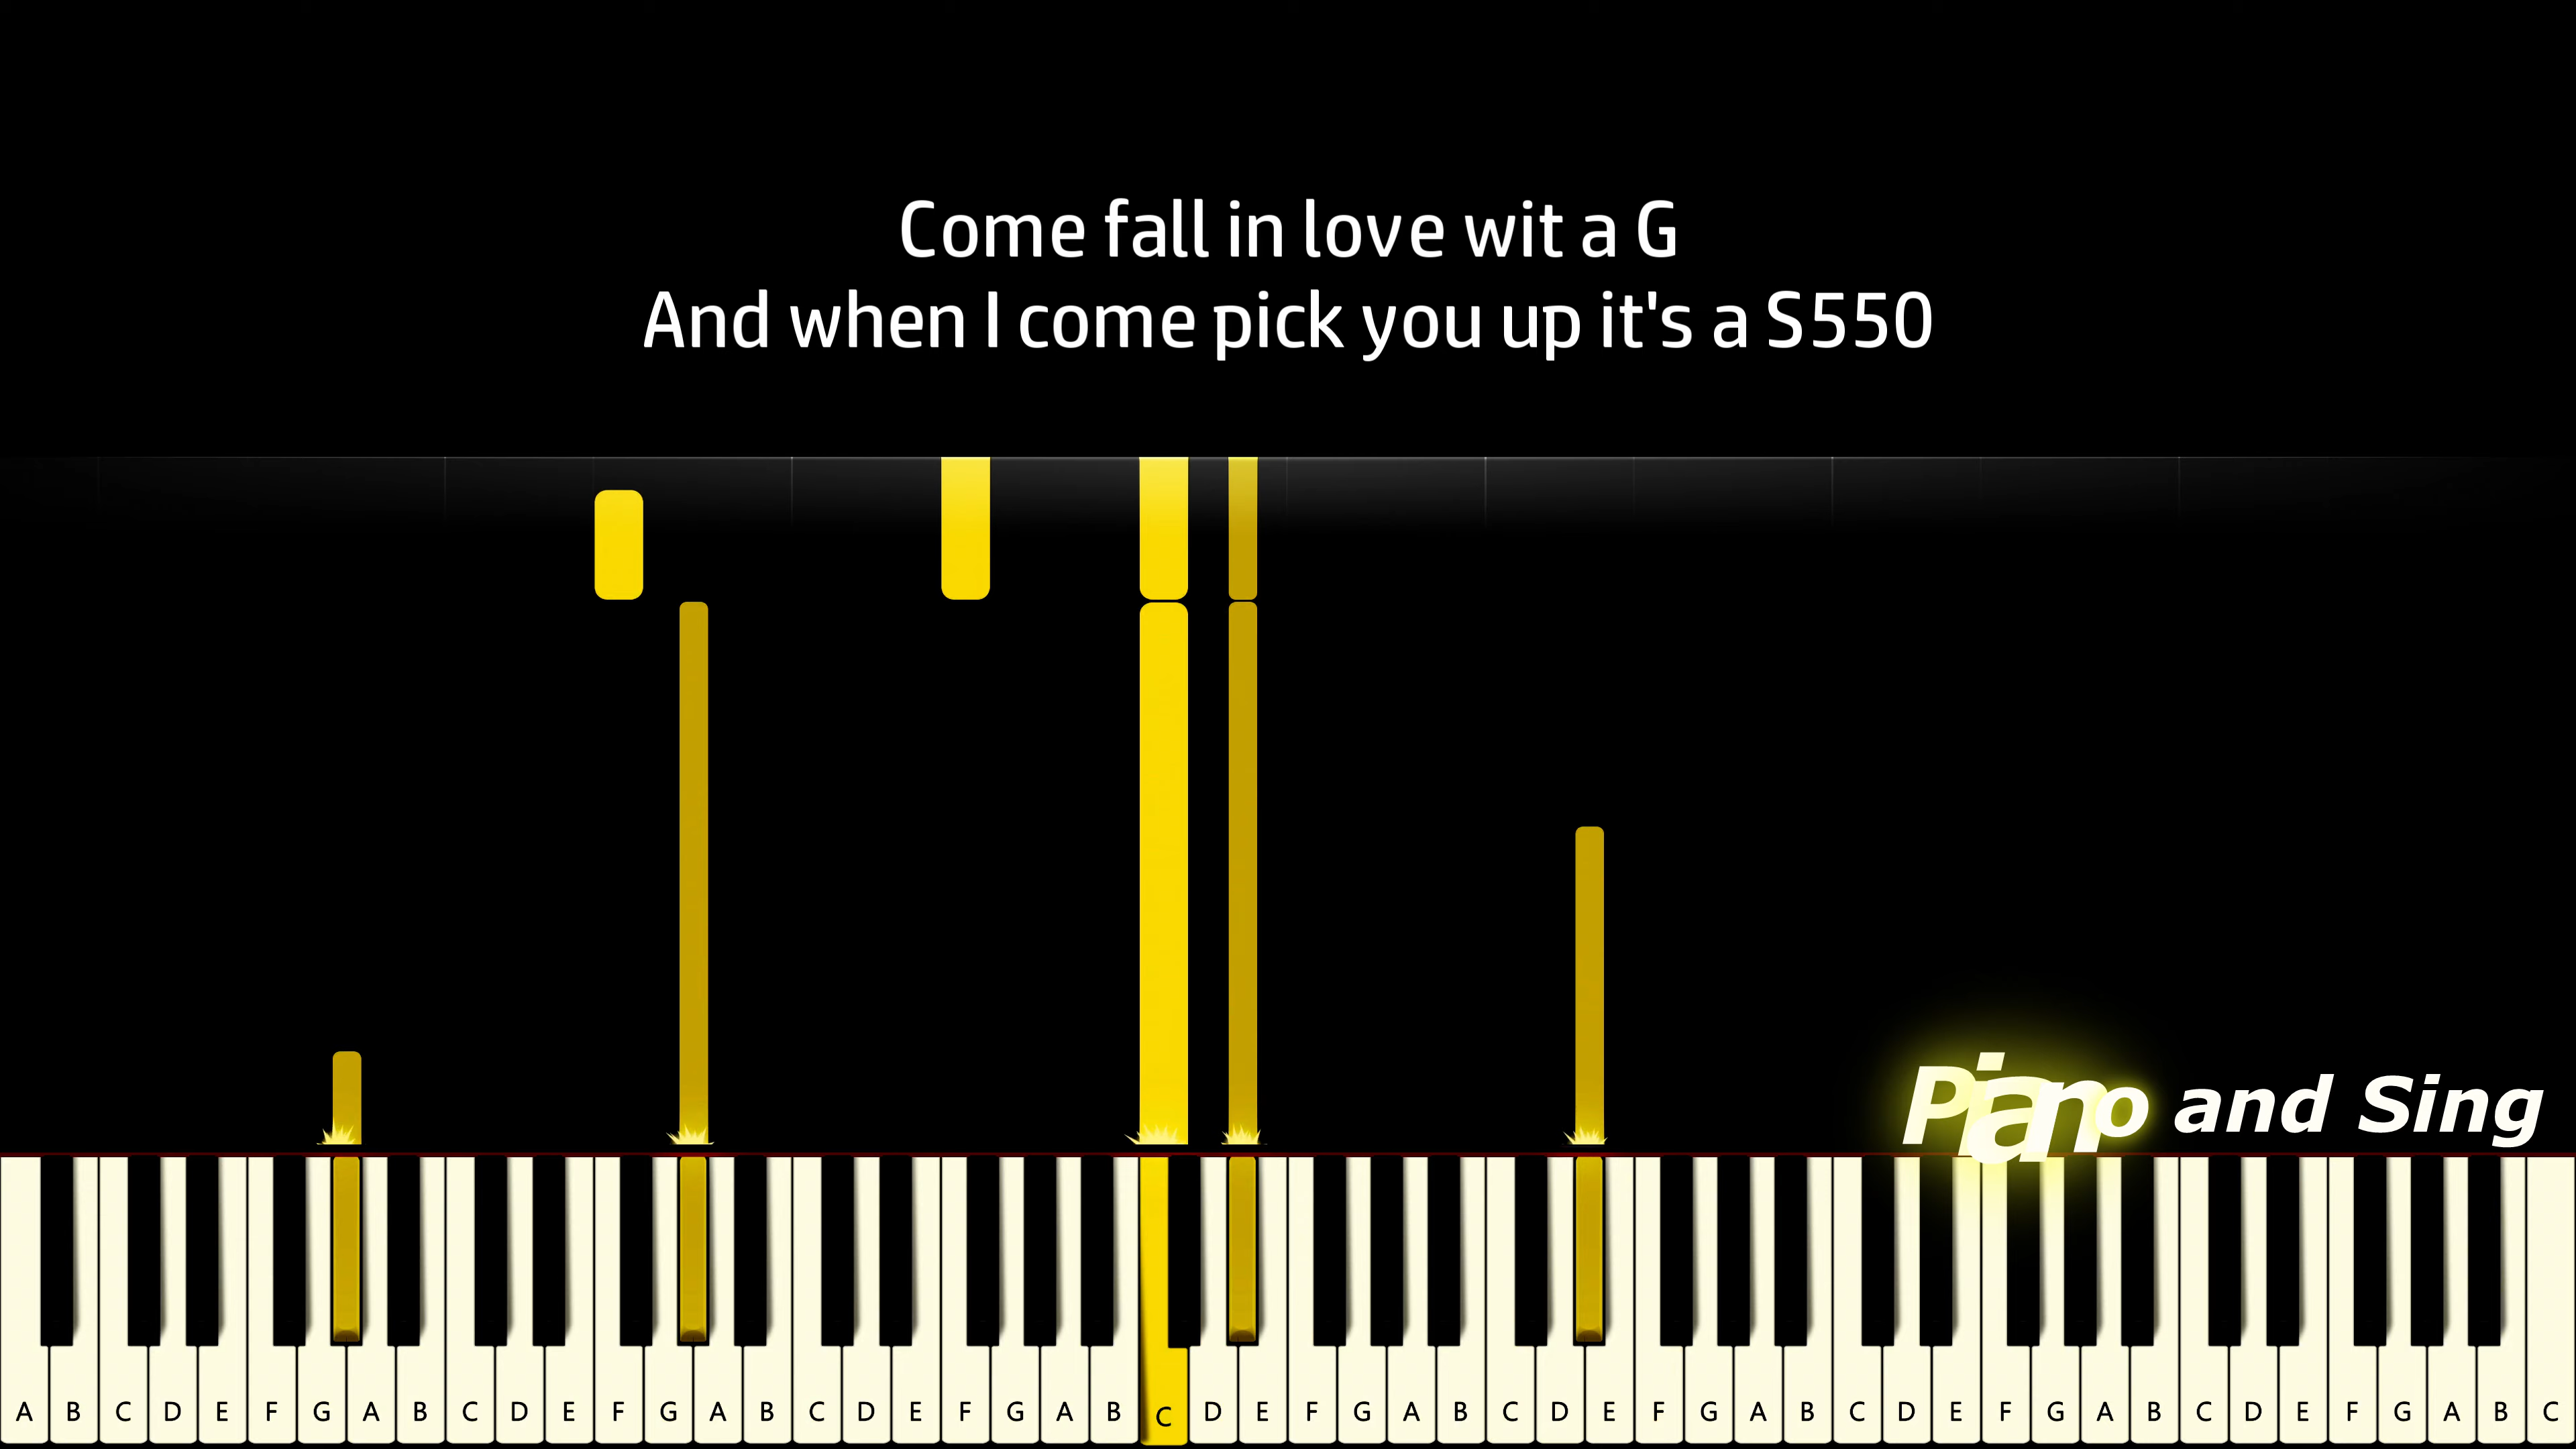 Come fall in love wit a G
And when I come pick you up it's a S550
Piano and Sing
A B C D E F G A B C D E F G A B C D E F G A B C D E F G A B C D E F G A B C D E F G A B C D E F G A B C